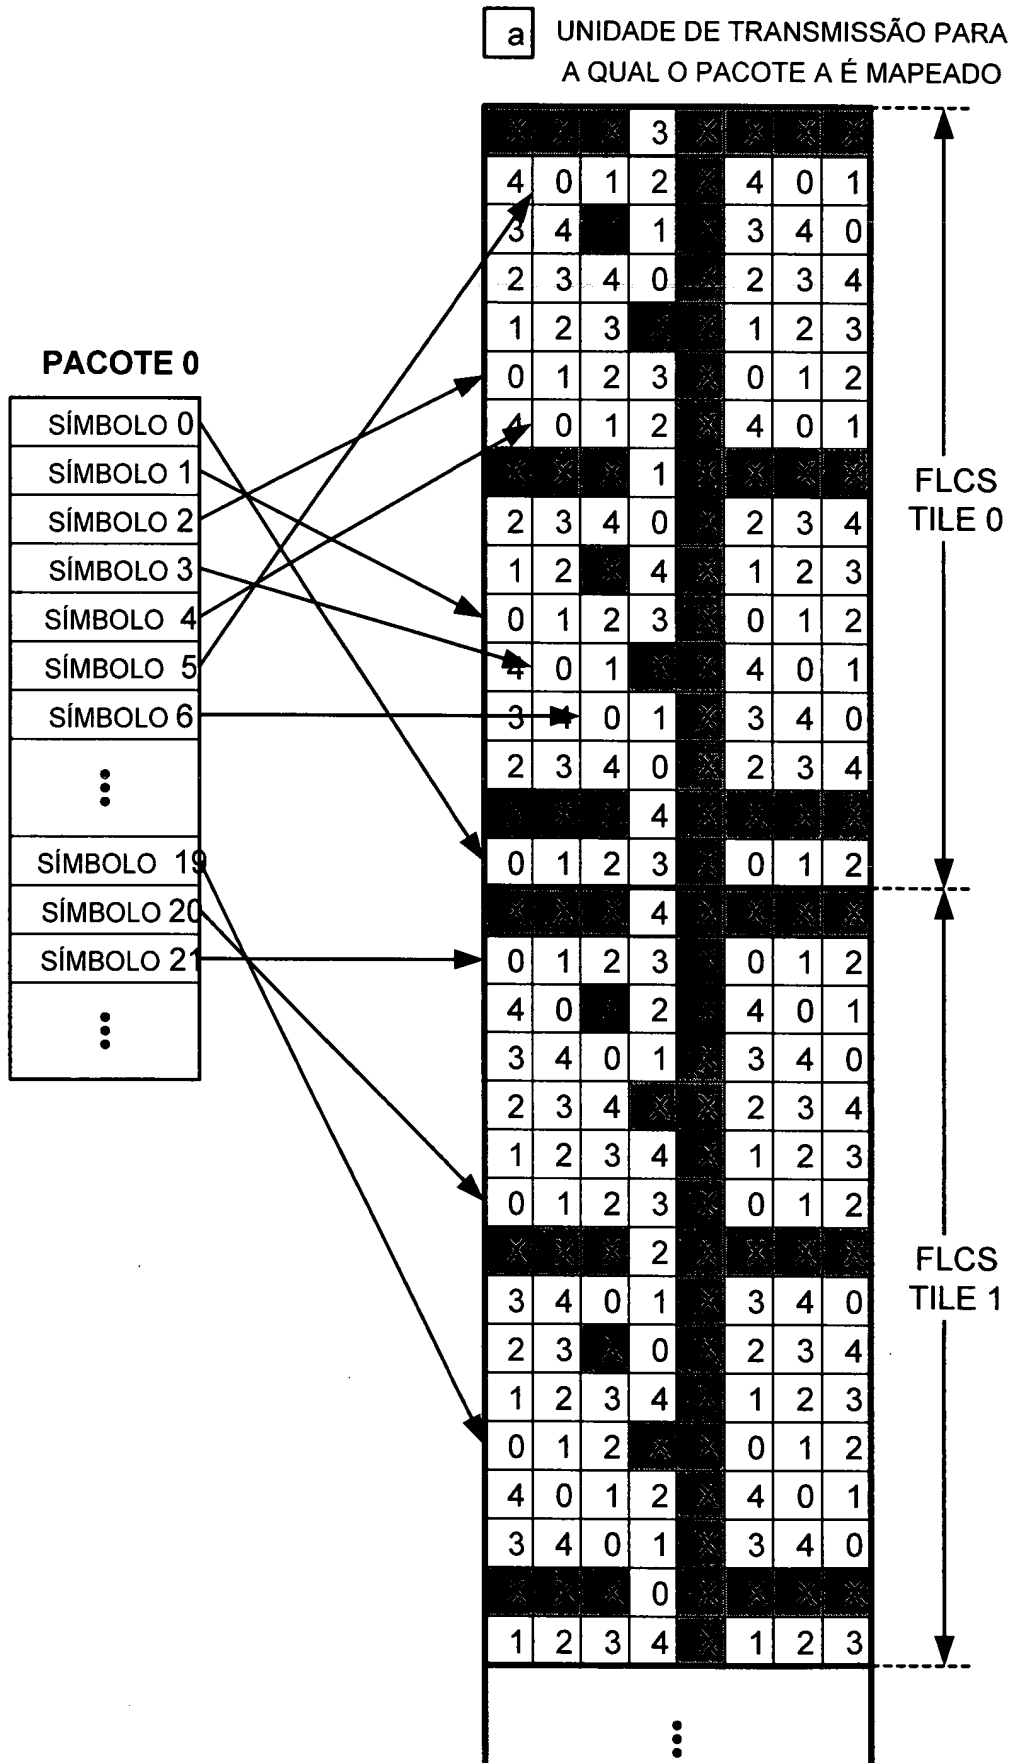 a UNIDADE DE TRANSMISSÃO PARA
A QUAL O PACOTE A É MAPEADO
X X X 3 X X X X
4 0 1 2 X 4 0 1
3 4 1 X 3 4 0
2 3 4 0 2 3 4
1 2 3 X X 1 2 3
0 1 2 3 X 0 1 2
4 0 1 2 X 4 0 1
X X X 1 X X X X
2 3 4 0 X 2 3 4
1 2 X 4 X 1 2 3
0 1 2 3 X 0 1 2
4 0 1 X X 4 0 1
3 4 0 1 X 3 4 0
2 3 4 0 X 2 3 4
X X X 4 X X X X
0 1 2 3 X 0 1 2
FLCS
TILE 0
PACOTE 0
SÍMBOLO 0
SÍMBOLO 1
SÍMBOLO 2
SÍMBOLO 3
SÍMBOLO 4
SÍMBOLO 5
SÍMBOLO 6
SÍMBOLO 19
SÍMBOLO 20
SÍMBOLO 21
X X X 4 X X X X
0 1 2 3 X 0 1 2
4 0 2 X 4 0 1
3 4 0 1 X 3 4 0
2 3 4 X X 2 3 4
1 2 3 4 X 1 2 3
0 1 2 3 X 0 1 2
X X X 2 X X X X
3 4 0 1 X 3 4 0
2 3 X 0 X 2 3 4
1 2 3 4 X 1 2 3
0 1 2 X X 0 1 2
4 0 1 2 X 4 0 1
3 4 0 1 X 3 4 0
X X X 0 X X X X
1 2 3 4 X 1 2 3
FLCS
TILE 1